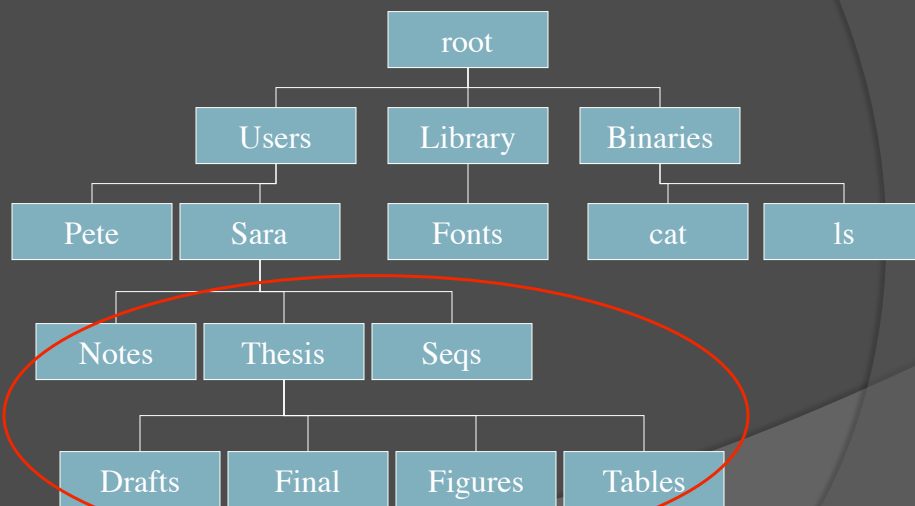 root
Users Library Binaries
Pete Sara Fonts cat ls
Notes Thesis Seqs
Drafts Final Figures Tables